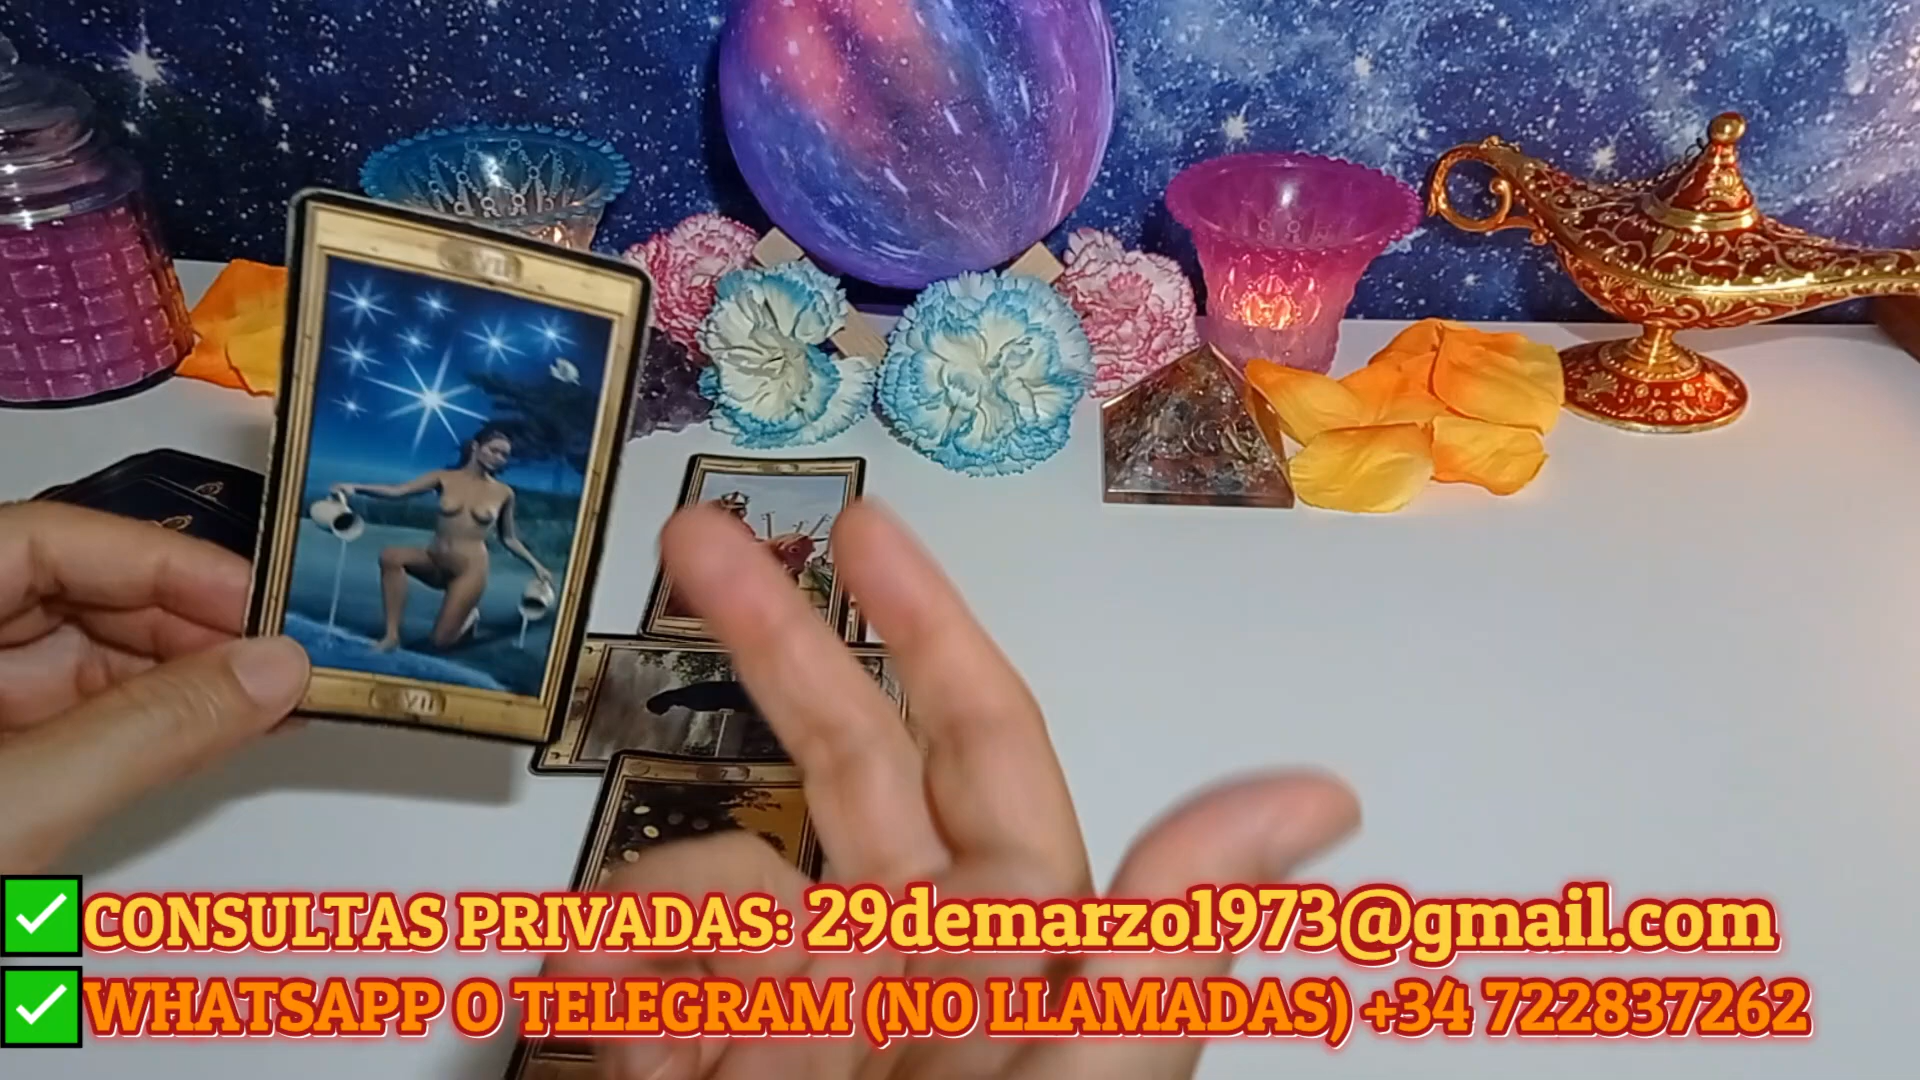 CONSULTAS PRIVADAS: 29demarzo1973@gmail.com
WHATSAPP O TELEGRAM (NO LLAMADAS) +34 722837262